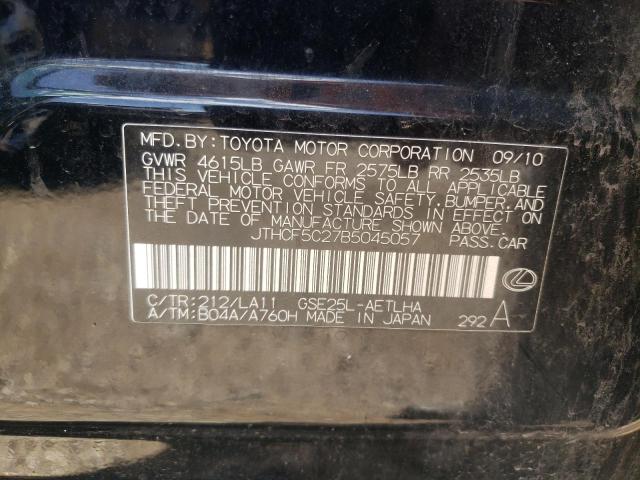 MFD. BY: TOYOTA MOTOR CORPORATION 09/10
GVWR 4615LB GAWR FR 2575LB RR 2535LB
THIS VEHICLE CONFORMS TO ALL APPLICABLE
FEDERAL MOTOR VEHICLE SAFETY, BUMPER, AND
THEFT PREVENTION STANDARDS IN EFFECT ON
THE DATE OF MANUFACTURE SHOWN ABOVE.
JTHCF5C27B5045057 PASS.CAR
C/TR:212/LA11 GSE25L-AETLHA
A/TM:B04A/A760H MADE IN JAPAN 292 A